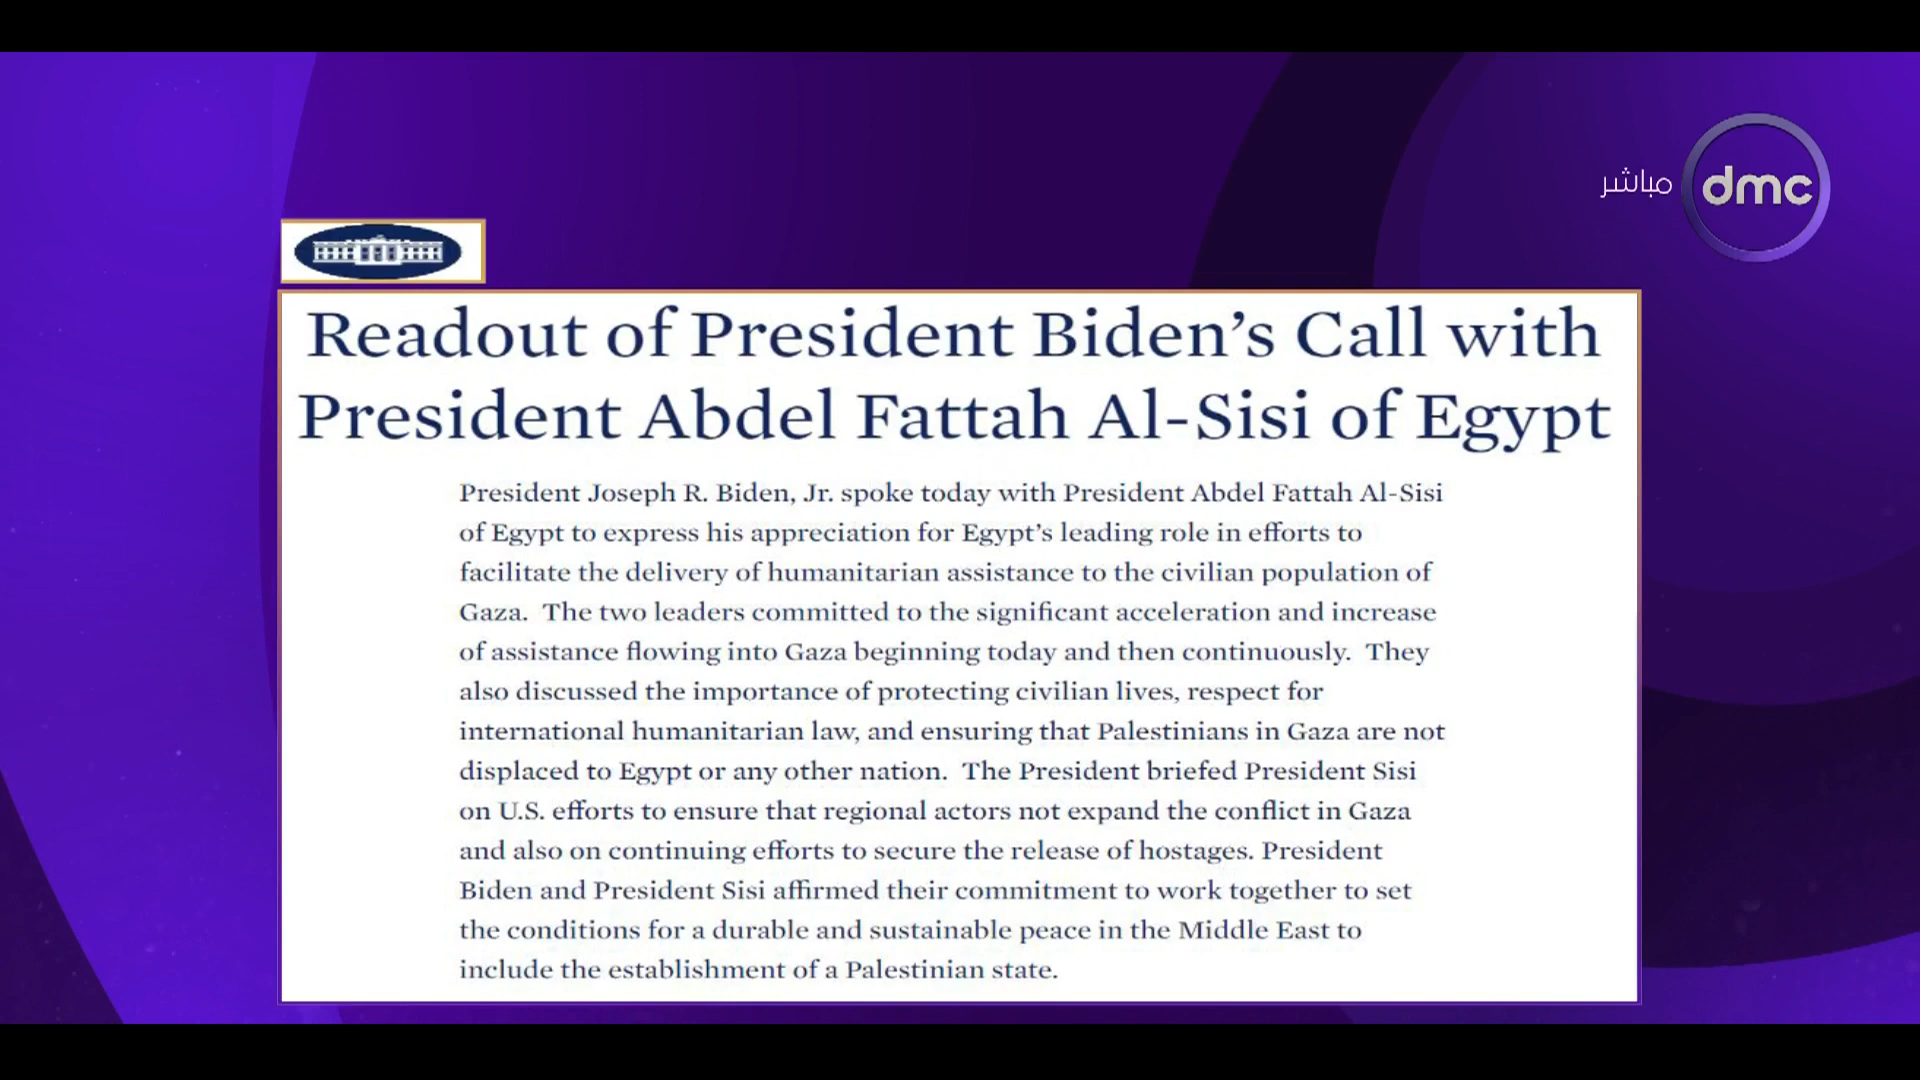 مباشر
dmc
Readout of President Biden’s Call with
President Abdel Fattah Al-Sisi of Egypt
President Joseph R. Biden, Jr. spoke today with President Abdel Fattah Al-Sisi
of Egypt to express his appreciation for Egypt’s leading role in efforts to
facilitate the delivery of humanitarian assistance to the civilian population of
Gaza.  The two leaders committed to the significant acceleration and increase
of assistance flowing into Gaza beginning today and then continuously.  They
also discussed the importance of protecting civilian lives, respect for
international humanitarian law, and ensuring that Palestinians in Gaza are not
displaced to Egypt or any other nation.  The President briefed President Sisi
on U.S. efforts to ensure that regional actors not expand the conflict in Gaza
and also on continuing efforts to secure the release of hostages. President
Biden and President Sisi affirmed their commitment to work together to set
the conditions for a durable and sustainable peace in the Middle East to
include the establishment of a Palestinian state.